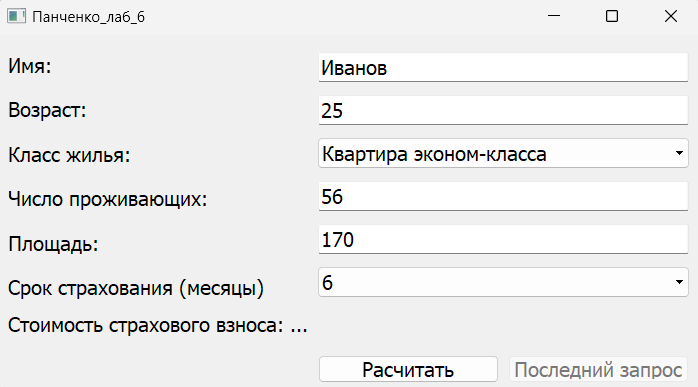 Панченко_лаб_6
Имя: Иванов
Возраст: 25
Класс жилья: Квартира эконом-класса
Число проживающих: 56
Площадь: 170
Срок страхования (месяцы) 6
Стоимость страхового взноса: ...
Расчитать Последний запрос